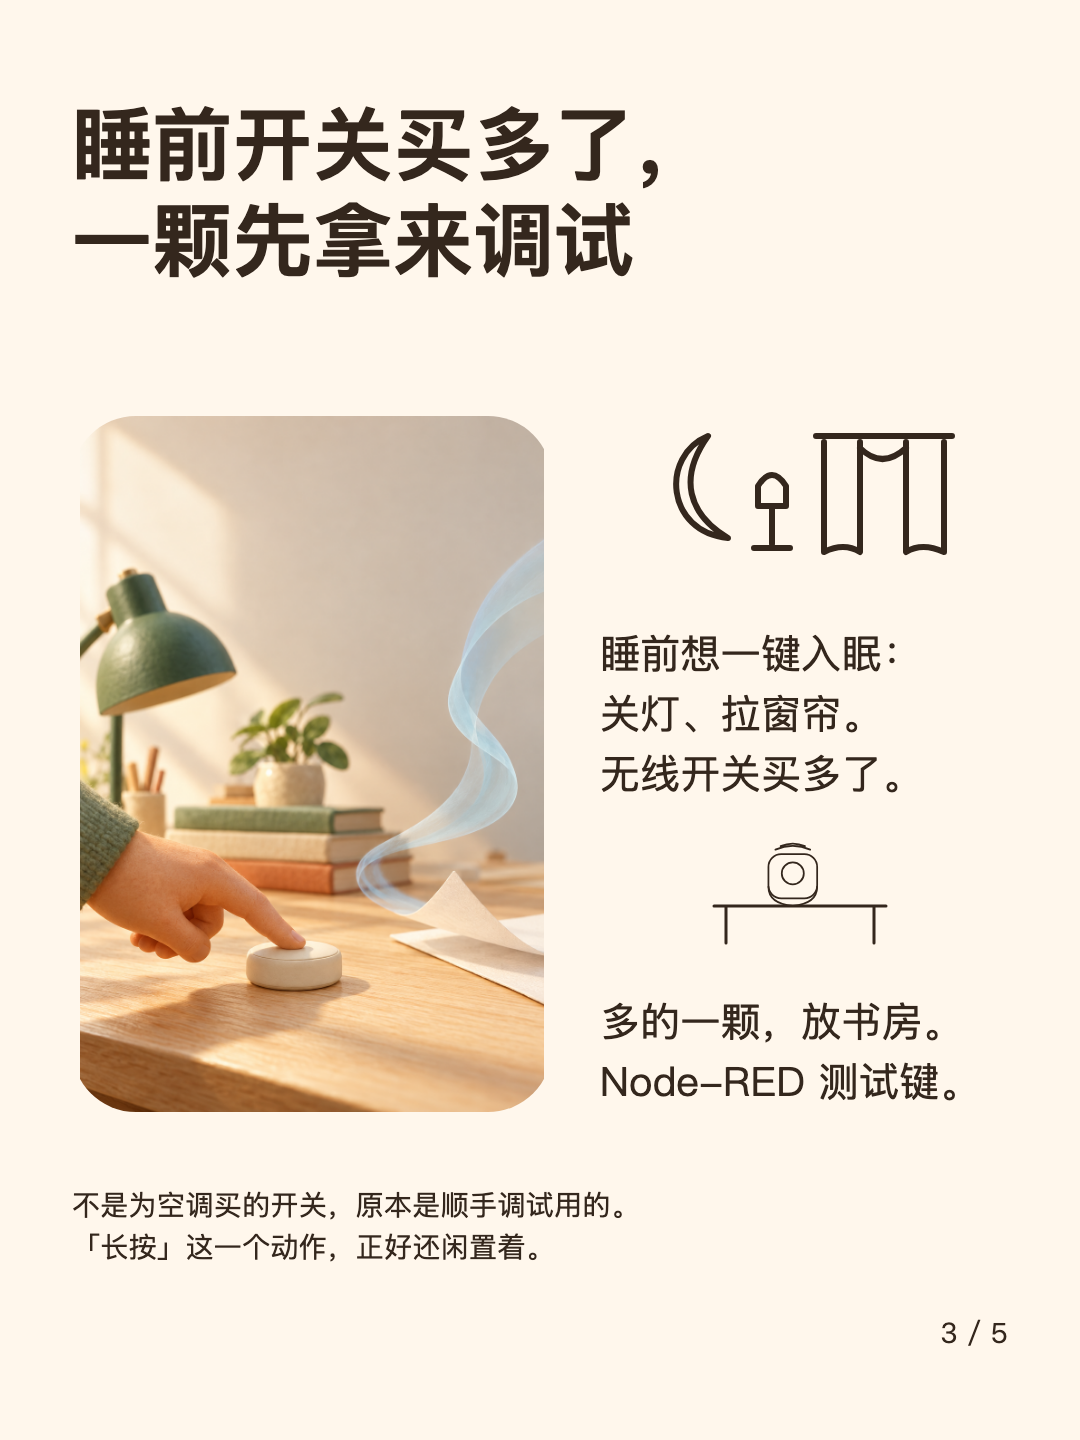 睡前开关买多了，
一颗先拿来调试
睡前想一键入眠：
关灯、拉窗帘。
无线开关买多了。
多的一颗，放书房。
Node–RED 测试键。
不是为空调买的开关，原本是顺手调试用的。
「长按」这一个动作，正好还闲置着。
3 / 5